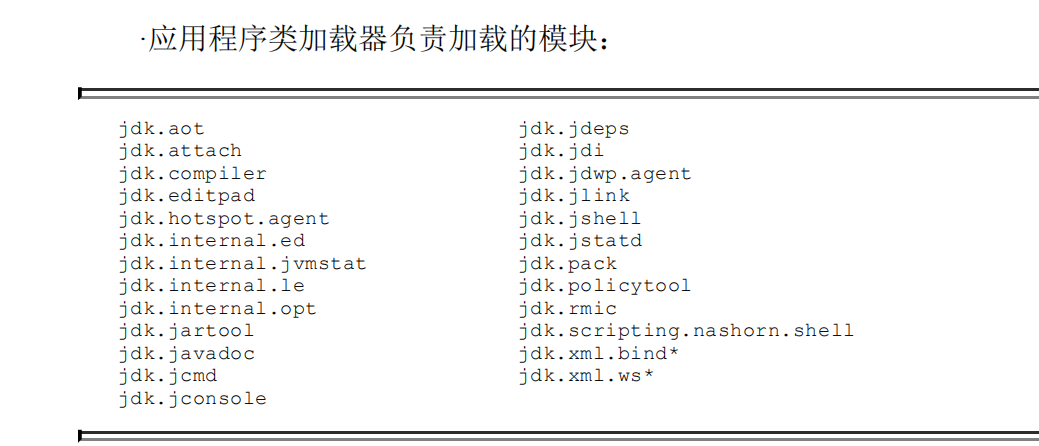 ·应用程序类加载器负责加载的模块：
jdk.aot
jdk.attach
jdk.compiler
jdk.editpad
jdk.hotspot.agent
jdk.internal.ed
jdk.internal.jvmstat
jdk.internal.le
jdk.internal.opt
jdk.jartool
jdk.javadoc
jdk.jcmd
jdk.jconsole
jdk.jdeps
jdk.jdi
jdk.jdwp.agent
jdk.jlink
jdk.jshell
jdk.jstatd
jdk.pack
jdk.policytool
jdk.rmic
jdk.scripting.nashorn.shell
jdk.xml.bind*
jdk.xml.ws*